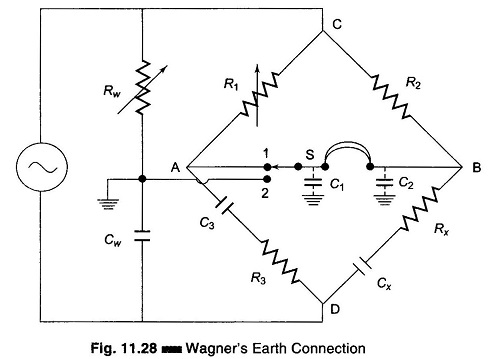 C
R1
R2
Rw
1
S
A
B
2
C1
C2
C3
Rx
Cw
R3
Cx
D
Fig. 11.28 Wagner's Earth Connection